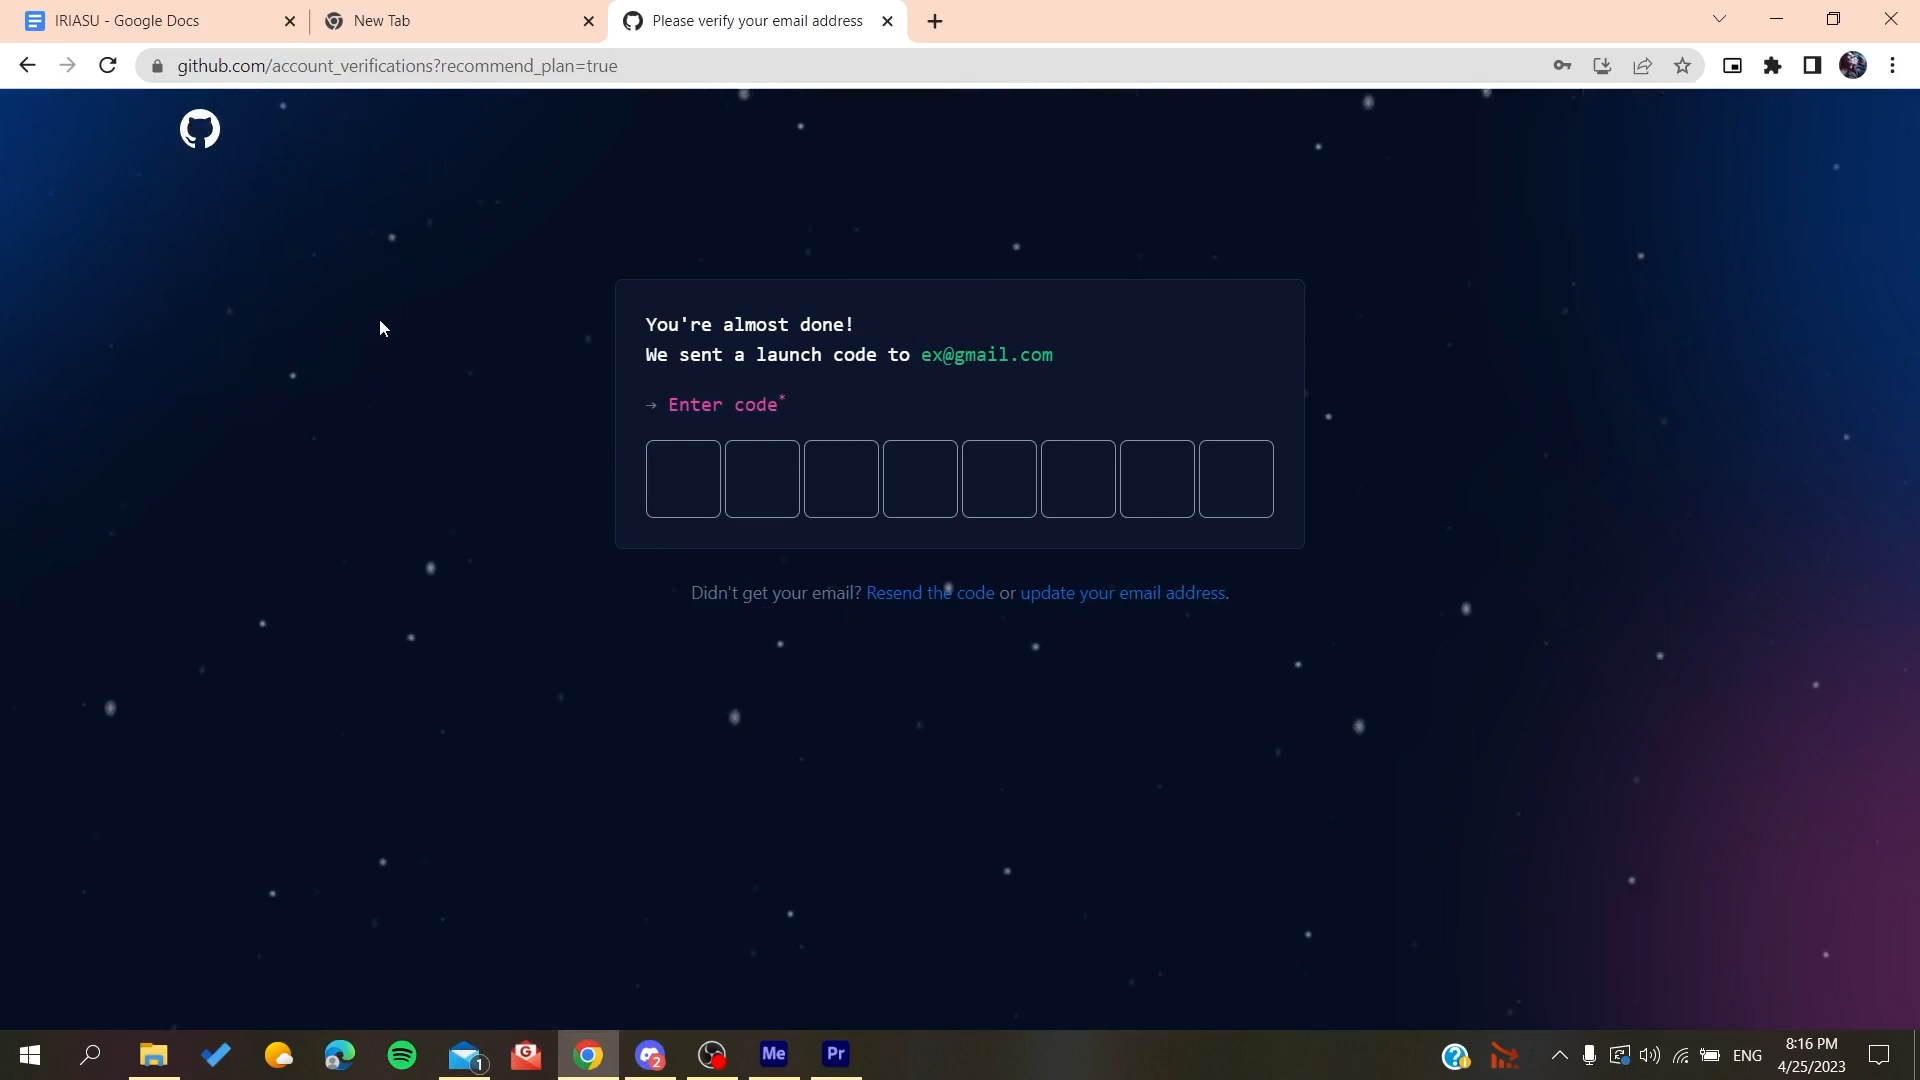 IRIASU - Google Docs
New Tab
Please verify your email address
github.com/account_verifications?recommend_plan=true
You're almost done!
We sent a launch code to ex@gmail.com
→ Enter code*
Didn't get your email? Resend the code or update your email address.
1
G
2
Me
Pr
ENG
8:16 PM
4/25/2023